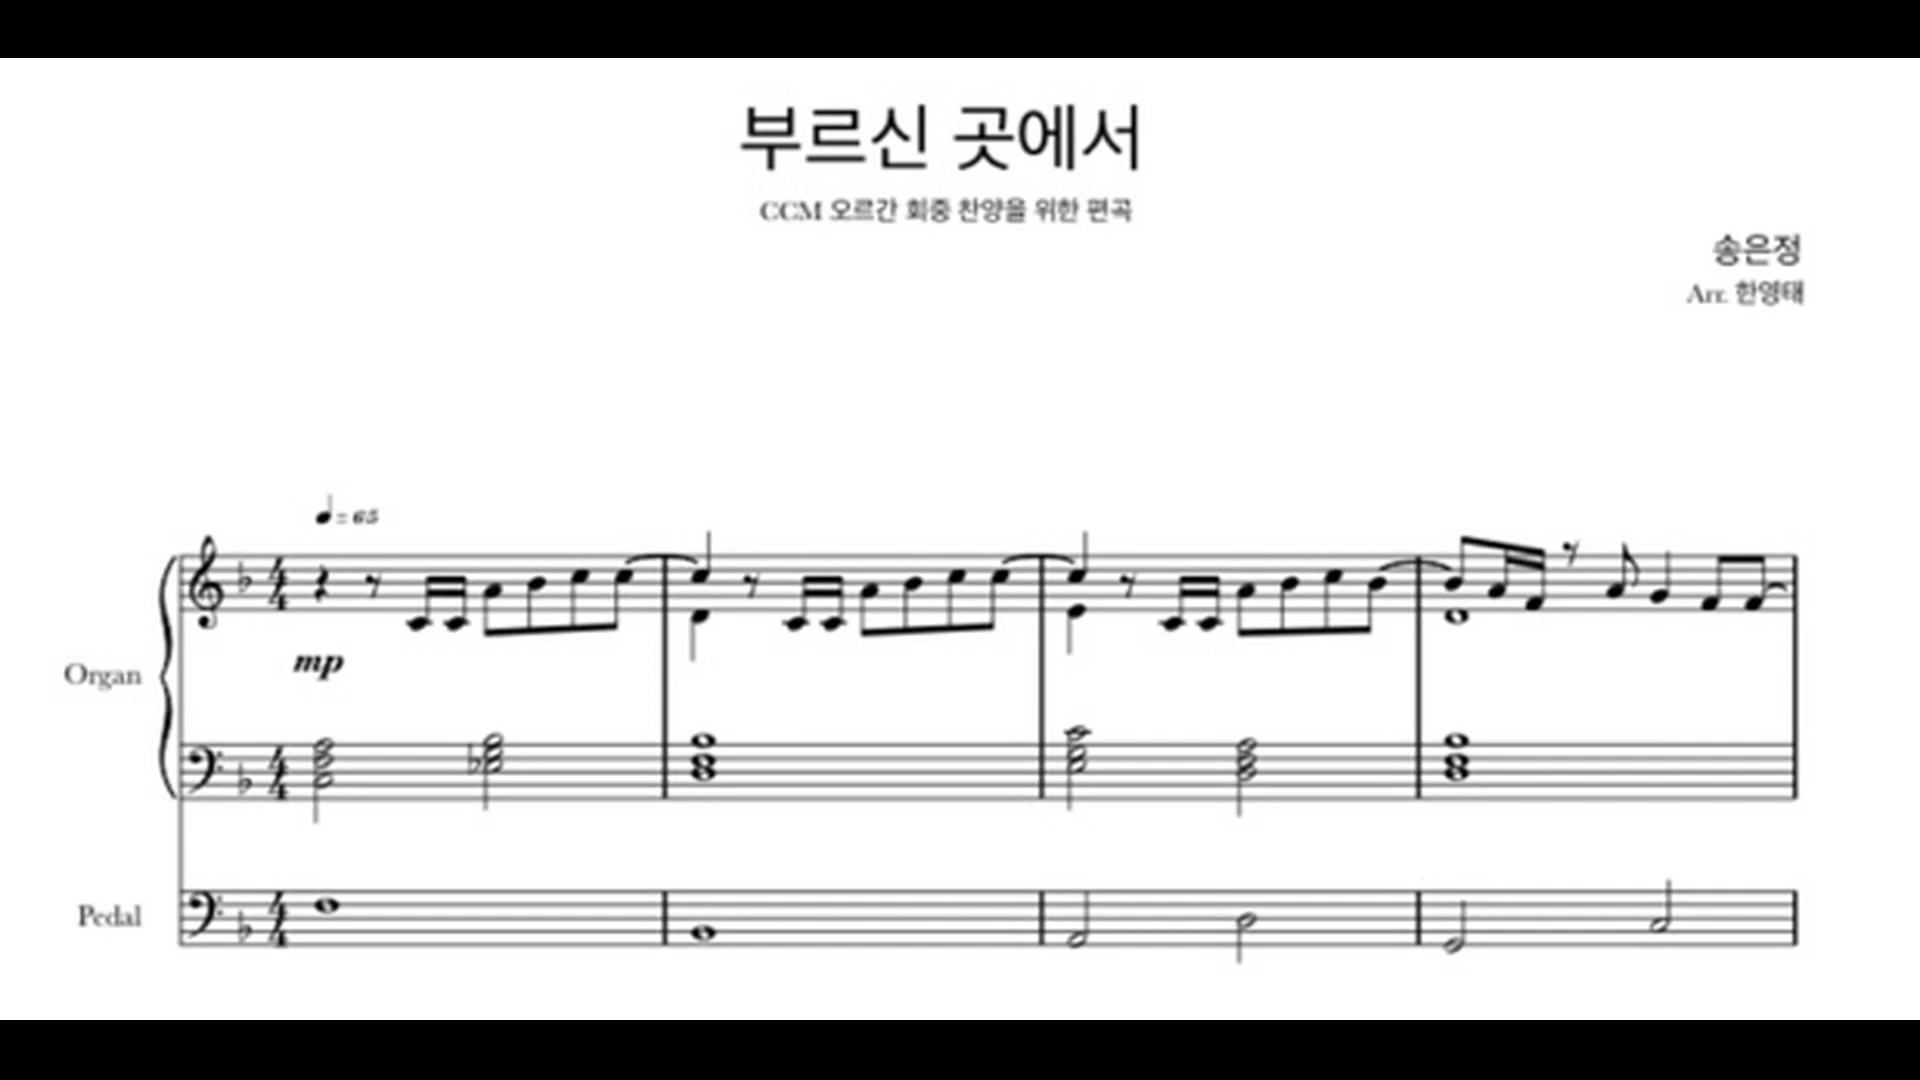 부르신 곳에서
CCM 오르간 회중 찬양을 위한 편곡
송은정
Arr. 한영태
= 65
mp
Organ
Pedal